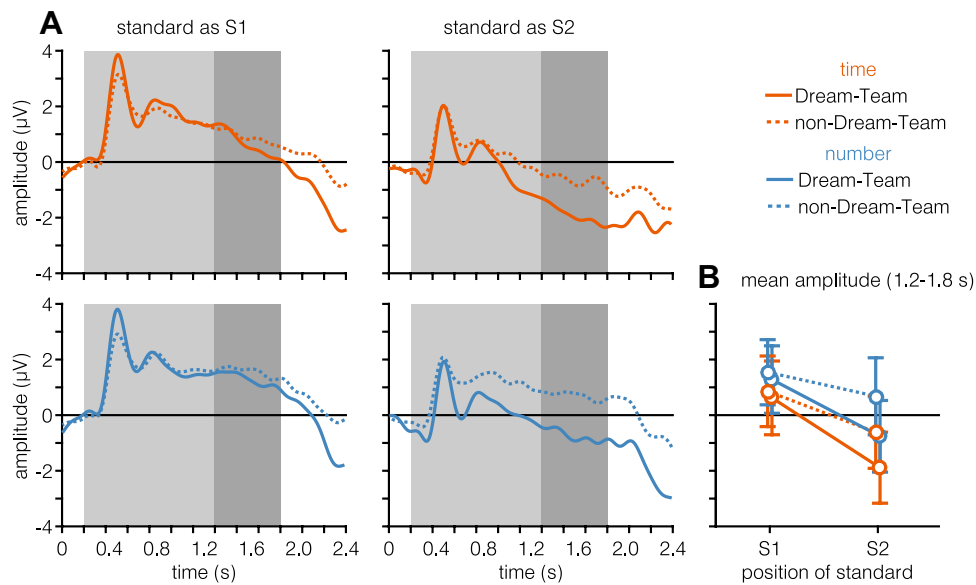 A
standard as S1
standard as S2
amplitude (µV)
4
2
0
-2
-4
time
Dream-Team
non-Dream-Team
number
Dream-Team
non-Dream-Team
amplitude (µV)
4
2
0
-2
-4
0 0.4 0.8 1.2 1.6 2.0 2.4
time (s)
0 0.4 0.8 1.2 1.6 2.0 2.4
time (s)
B
mean amplitude (1.2-1.8 s)
S1 S2
position of standard